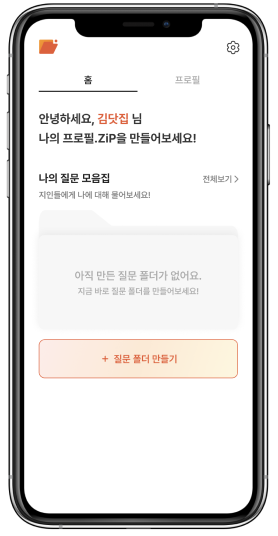 홈
프로필
안녕하세요, 김닷집 님
나의 프로필.ZiP을 만들어보세요!
나의 질문 모음집
전체보기 >
지인들에게 나에 대해 물어보세요!
아직 만든 질문 폴더가 없어요.
지금 바로 질문 폴더를 만들어보세요!
+ 질문 폴더 만들기